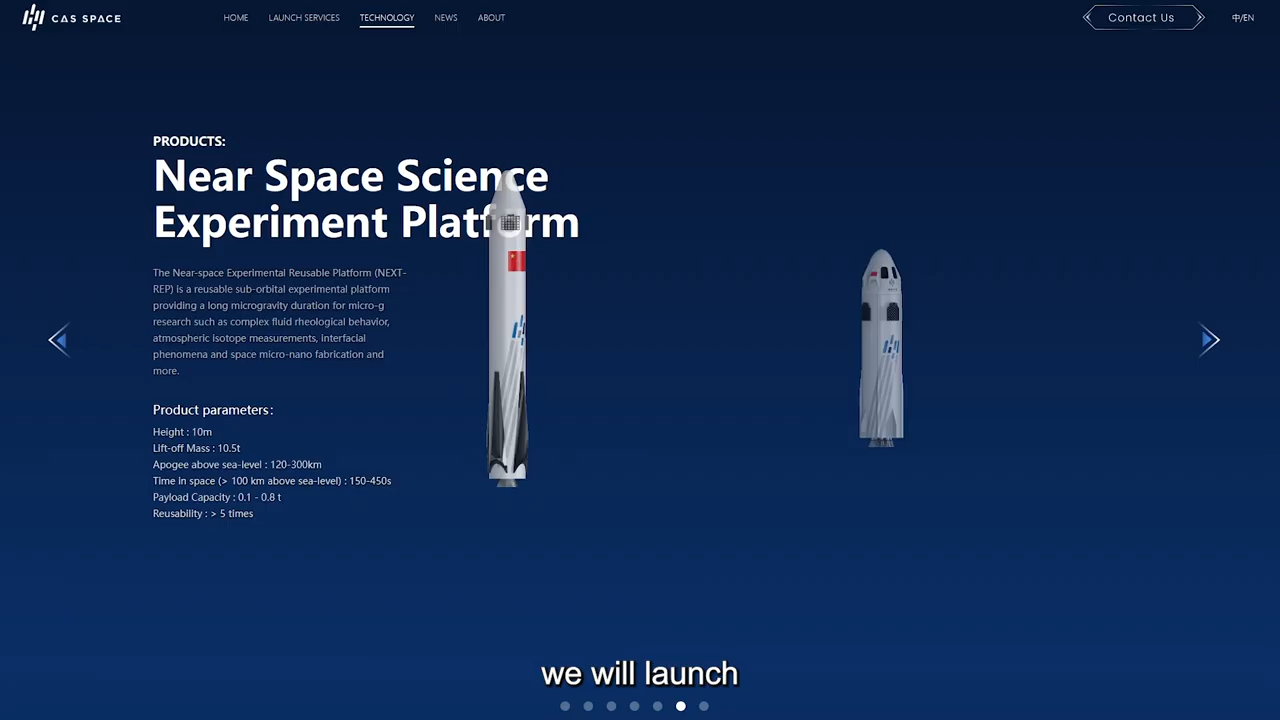 CAS SPACE
HOME
LAUNCH SERVICES
TECHNOLOGY
NEWS
ABOUT
Contact Us
中/EN
PRODUCTS:
Near Space Science
Experiment Platform
The Near-space Experimental Reusable Platform (NEXT-
REP) is a reusable sub-orbital experimental platform
providing a long microgravity duration for micro-g
research such as complex fluid rheological behavior,
atmospheric isotope measurements, interfacial
phenomena and space micro-nano fabrication and
more.
Product parameters:
Height : 10m
Lift-off Mass : 10.5t
Apogee above sea-level : 120-300km
Time in space (> 100 km above sea-level) : 150-450s
Payload Capacity : 0.1 - 0.8 t
Reusability : > 5 times
we will launch